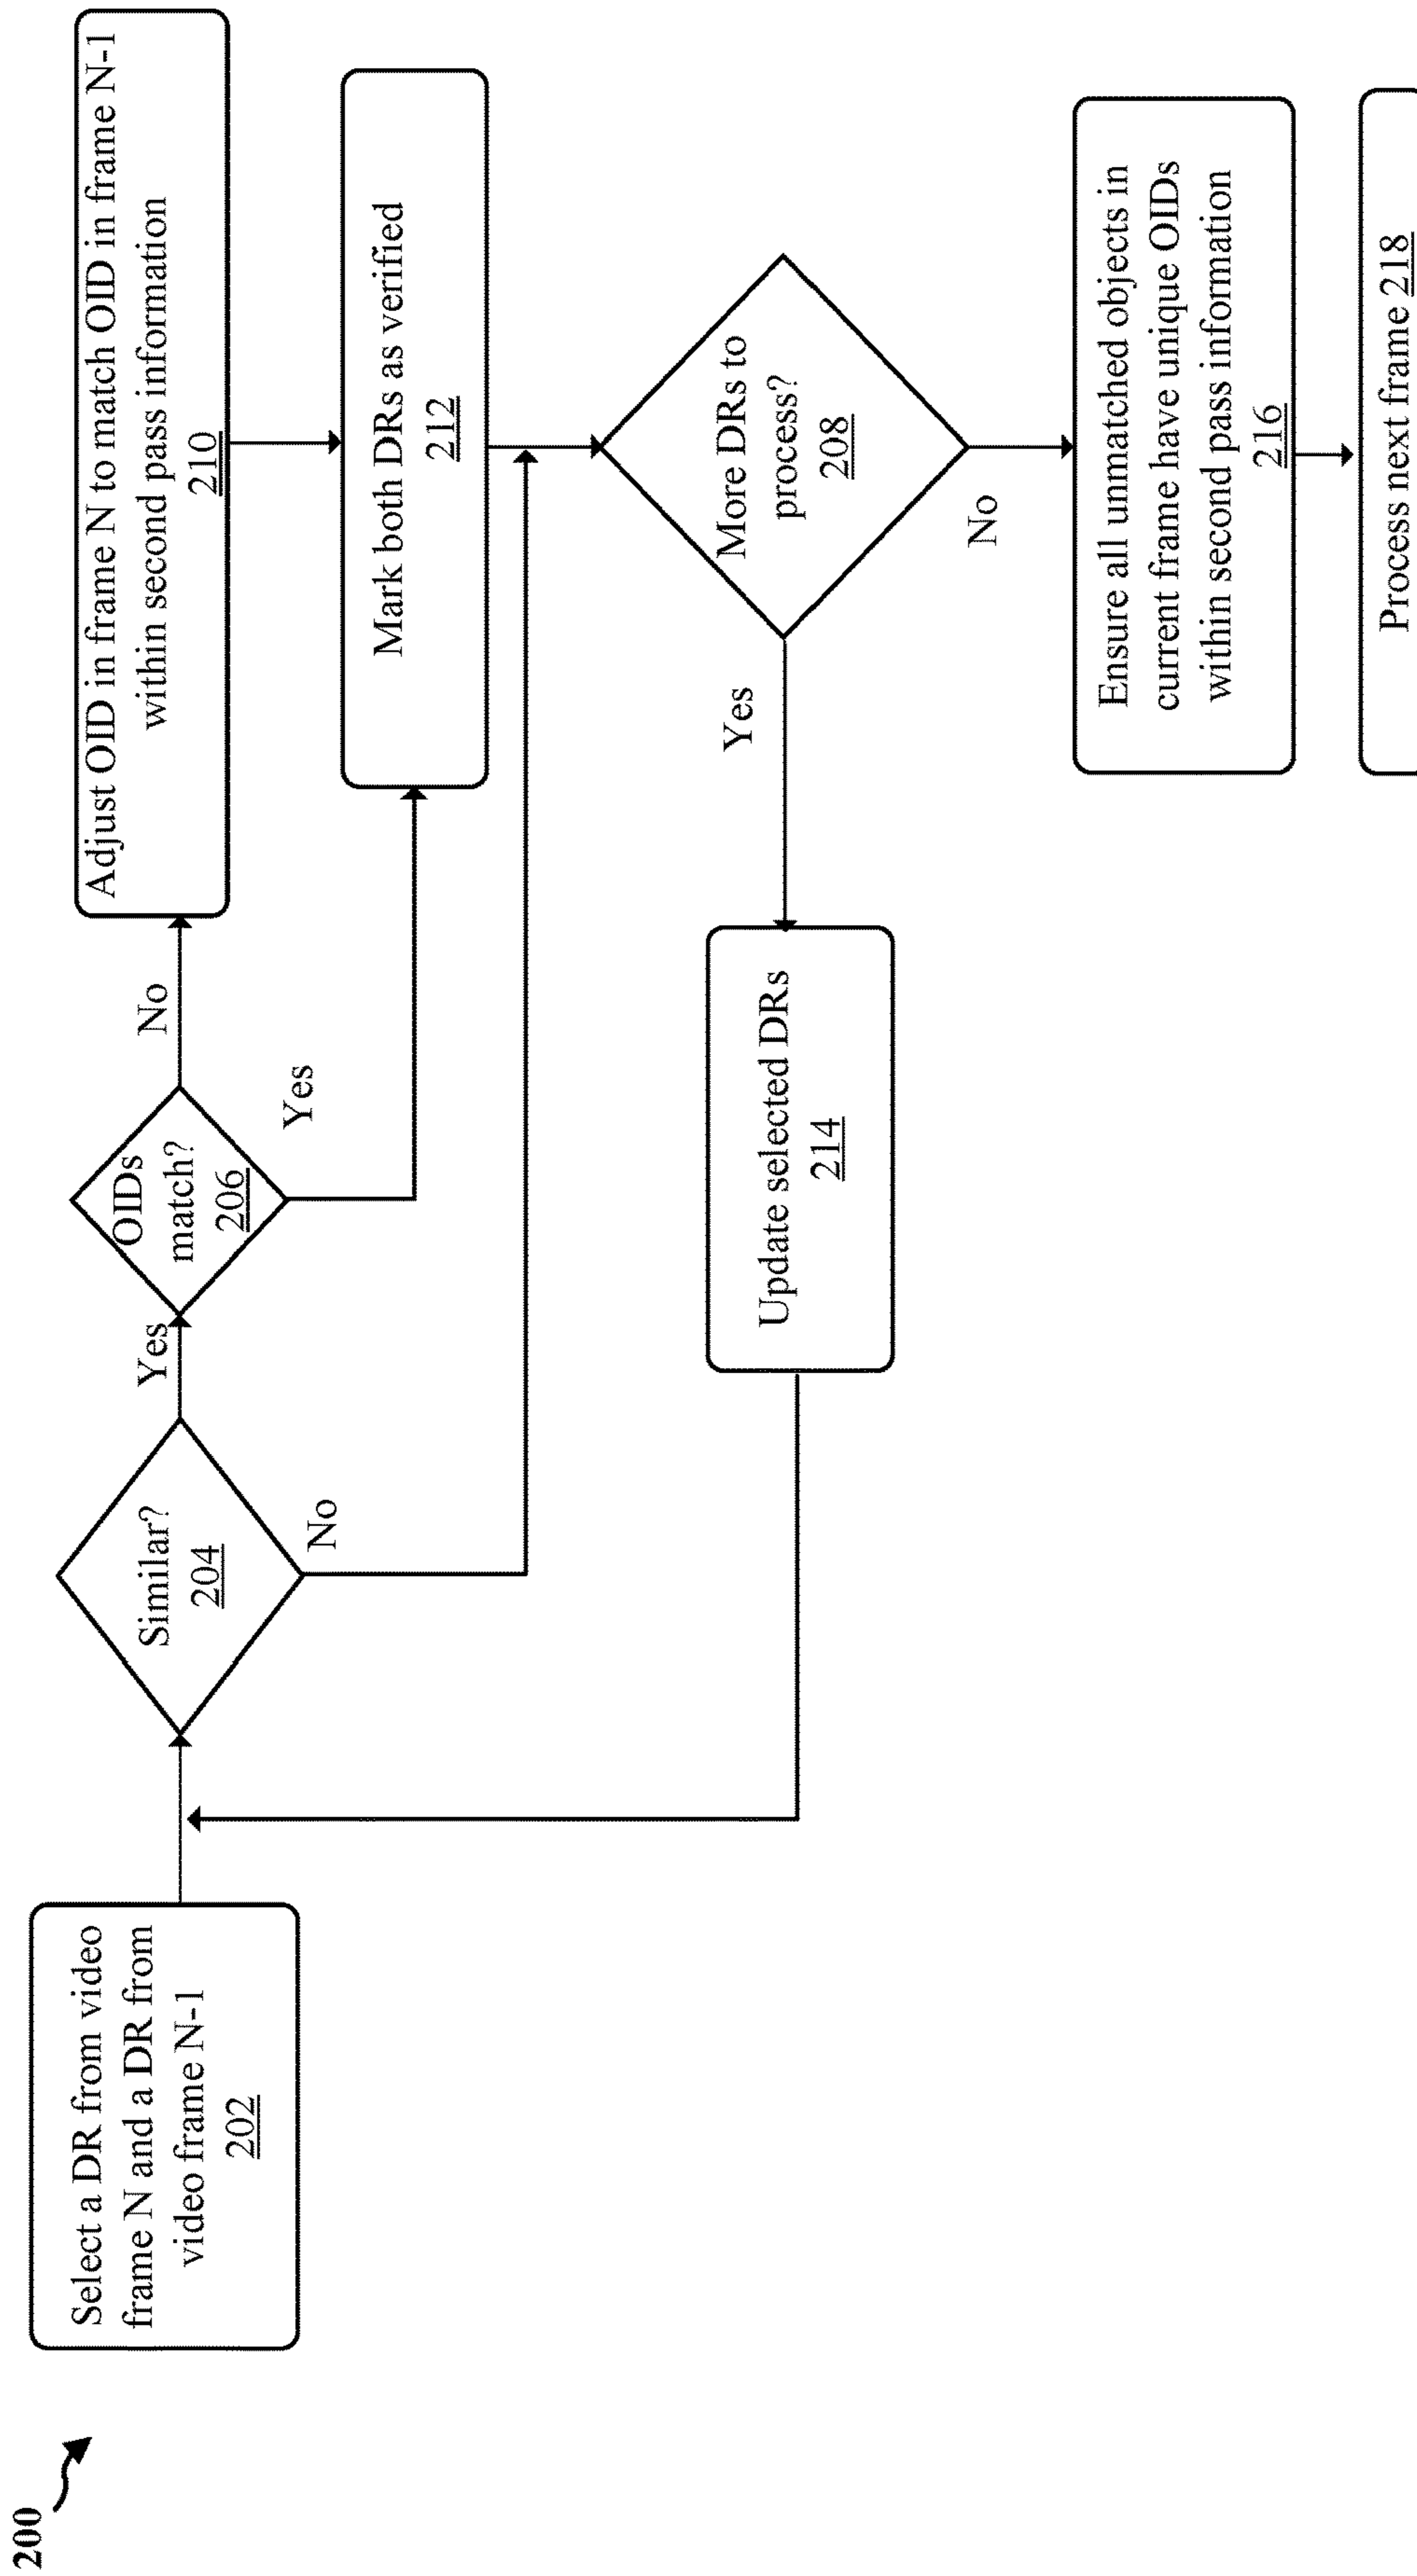 200
Select a DR from video
frame N and a DR from
video frame N-1
202
Similar?
204
Yes
No
OIDs
match?
206
No
Yes
Adjust OID in frame N to match OID in frame N-1
within second pass information
210
Mark both DRs as verified
212
More DRs to
process?
208
Yes
No
Update selected DRs
214
Ensure all unmatched objects in
current frame have unique OIDs
within second pass information
216
Process next frame 218